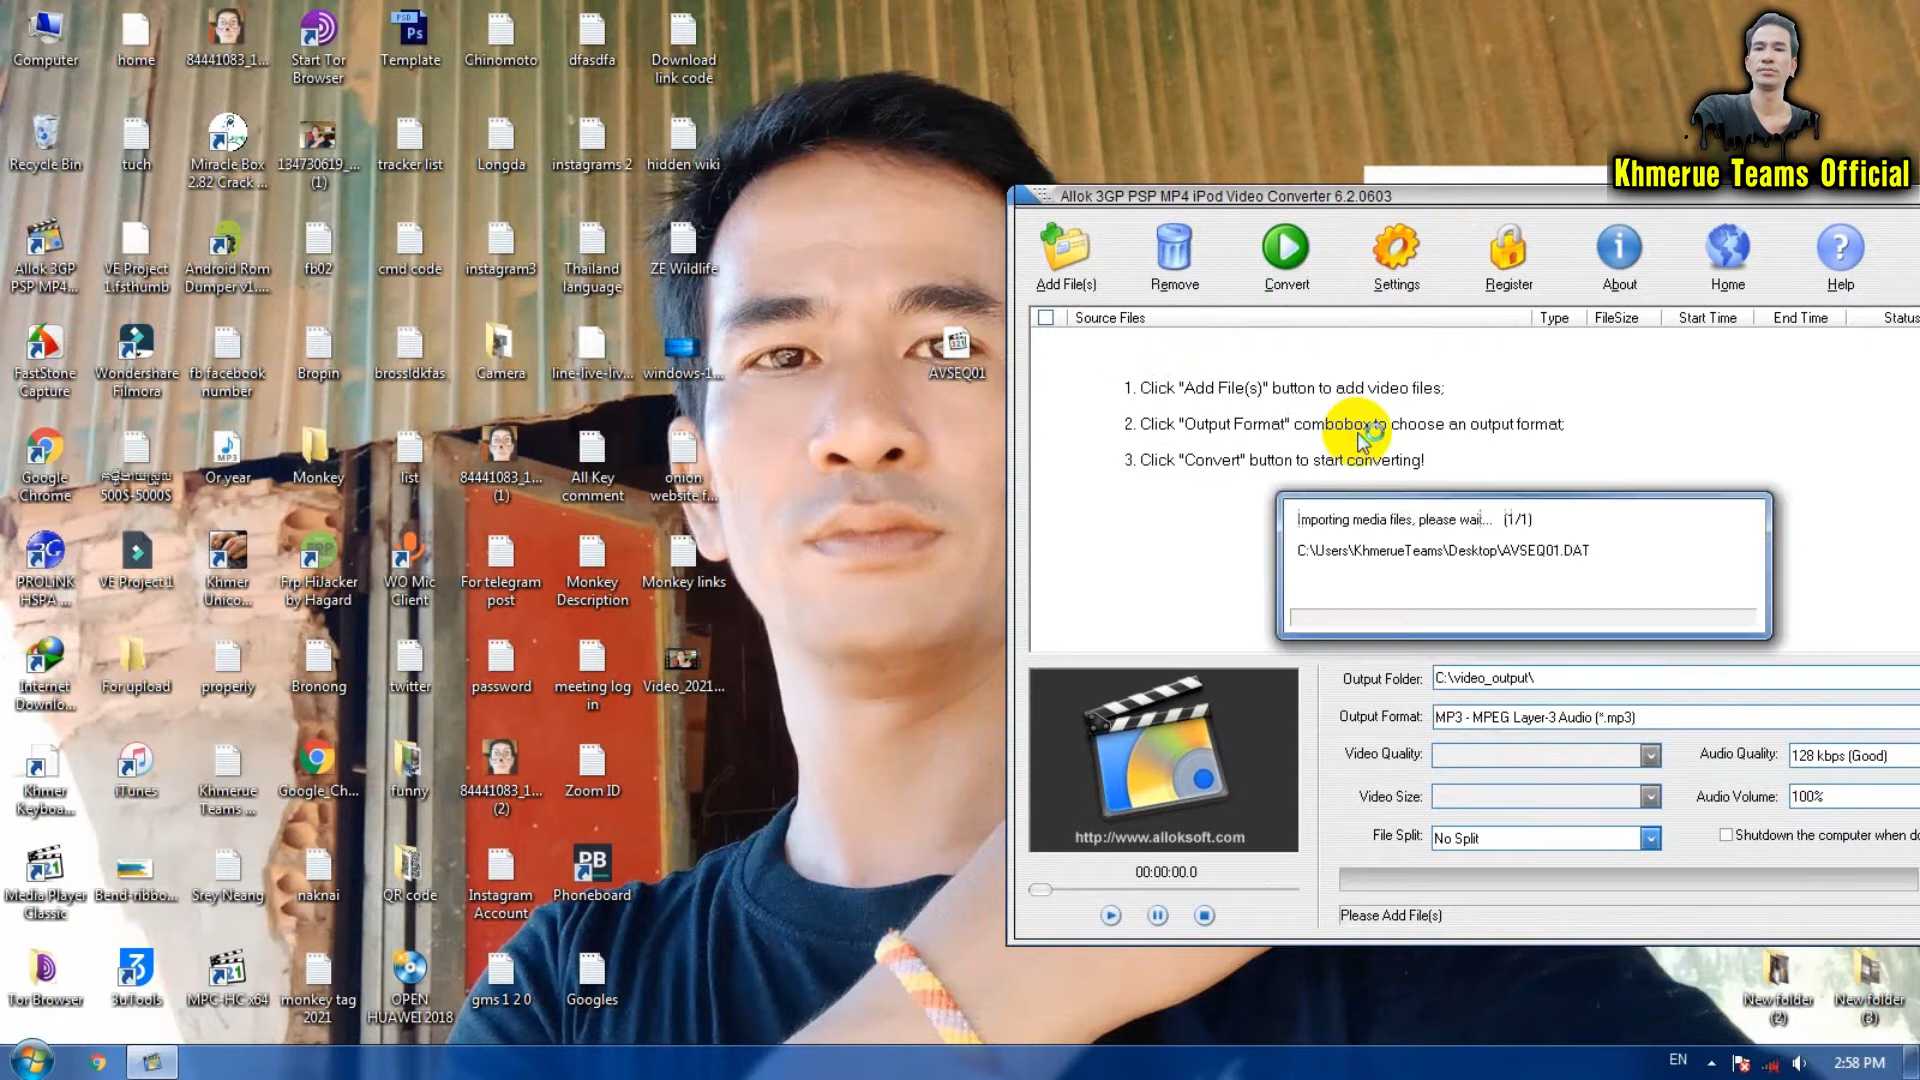 Computer
home
84441083_1...
Start Tor
Browser
Template
Chinomoto
dfasdfa
Download
link code
Recycle Bin
tuch
Miracle Box
2.82 Crack ...
134730619_...
(1)
tracker list
Longda
instagrams 2
hidden wiki
Allok 3GP
PSP MP4...
VE Project
1.fsthumb
Android Rom
Dumper v1....
fb02
cmd code
instagram3
Thailand
language
ZE Wildlife
FastStone
Capture
Wondershare
Filmora
fb facebook
number
Bropin
brossldkfas
Camera
line-live-liv...
windows-1...
AVSEQ01
Google
Chrome
500$-5000$
Or year
Monkey
list
84441083_1...
(1)
All Key
comment
onion
website f...
PROLiNK
HSPA ...
VE Project1
Khmer
Unico...
Frp HiJacker
by Hagard
WO Mic
Client
For telegram
post
Monkey
Description
Monkey links
Internet
Downlo...
For upload
properly
Bronong
twitter
password
meeting log
in
Video_2021...
Khmer
Keyboa...
iTunes
Khmerue
Teams ...
Google_Ch...
funny
84441083_1...
(2)
Zoom ID
Media Player
Classic
Bend-ribbo...
Srey Neang
naknai
QR code
Instagram
Account
Phoneboard
Tor Browser
3uTools
MPC-HC x64
monkey tag
2021
OPEN
HUAWEI 2018
gms 1 2 0
Googles
Khmerue Teams Official
Allok 3GP PSP MP4 iPod Video Converter 6.2.0603
Add File(s)
Remove
Convert
Settings
Register
About
Home
Help
Source Files
Type
FileSize
Start Time
End Time
Status
1. Click "Add File(s)" button to add video files;
2. Click "Output Format" combobox to choose an output format;
3. Click "Convert" button to start converting!
Importing media files, please wait... (1/1)
C:\Users\KhmerueTeams\Desktop\AVSEQ01.DAT
http://www.alloksoft.com
00:00:00.0
Output Folder: C:\video_output\
Output Format: MP3 - MPEG Layer-3 Audio (*.mp3)
Video Quality:
Audio Quality: 128 kbps (Good)
Video Size:
Audio Volume: 100%
File Split: No Split
Shutdown the computer when do
Please Add File(s)
New folder
(2)
New folder
(3)
EN
2:58 PM